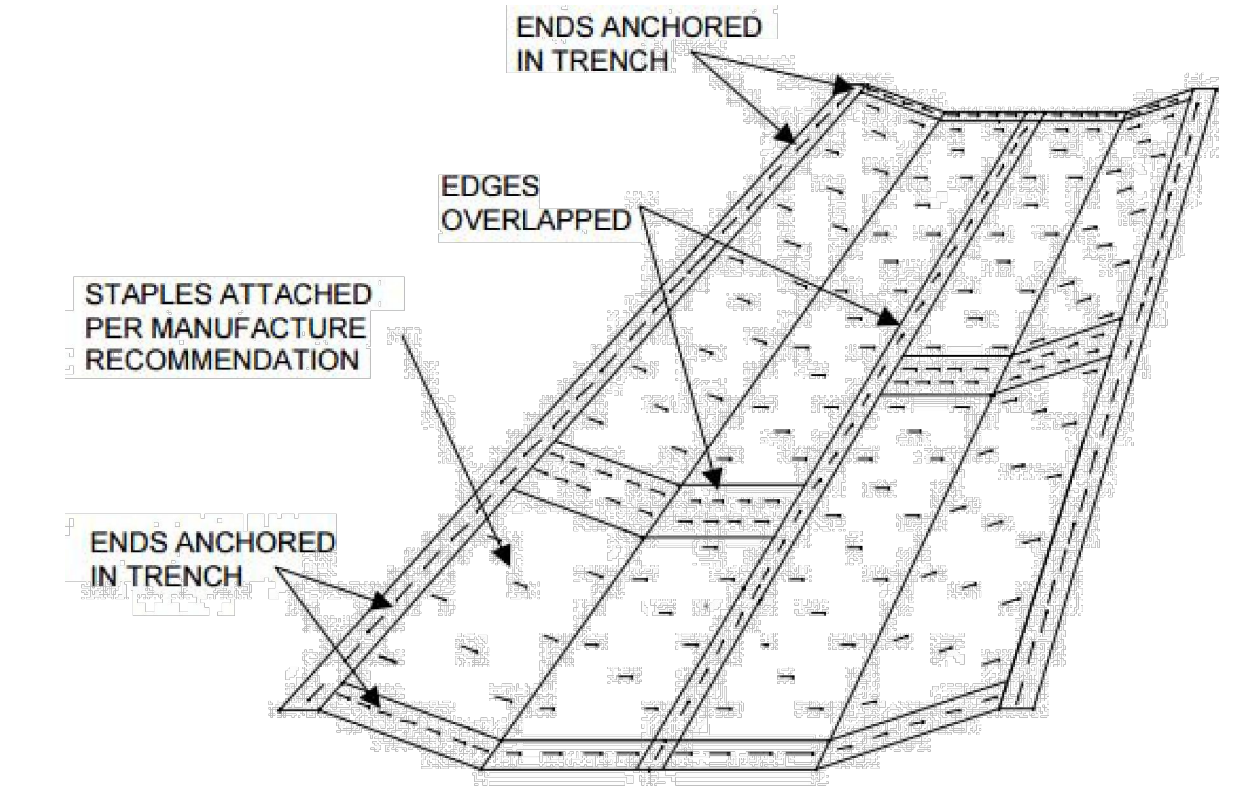 ENDS ANCHORED
IN TRENCH
EDGES
OVERLAPPED
STAPLES ATTACHED
PER MANUFACTURE
RECOMMENDATION
ENDS ANCHORED
IN TRENCH